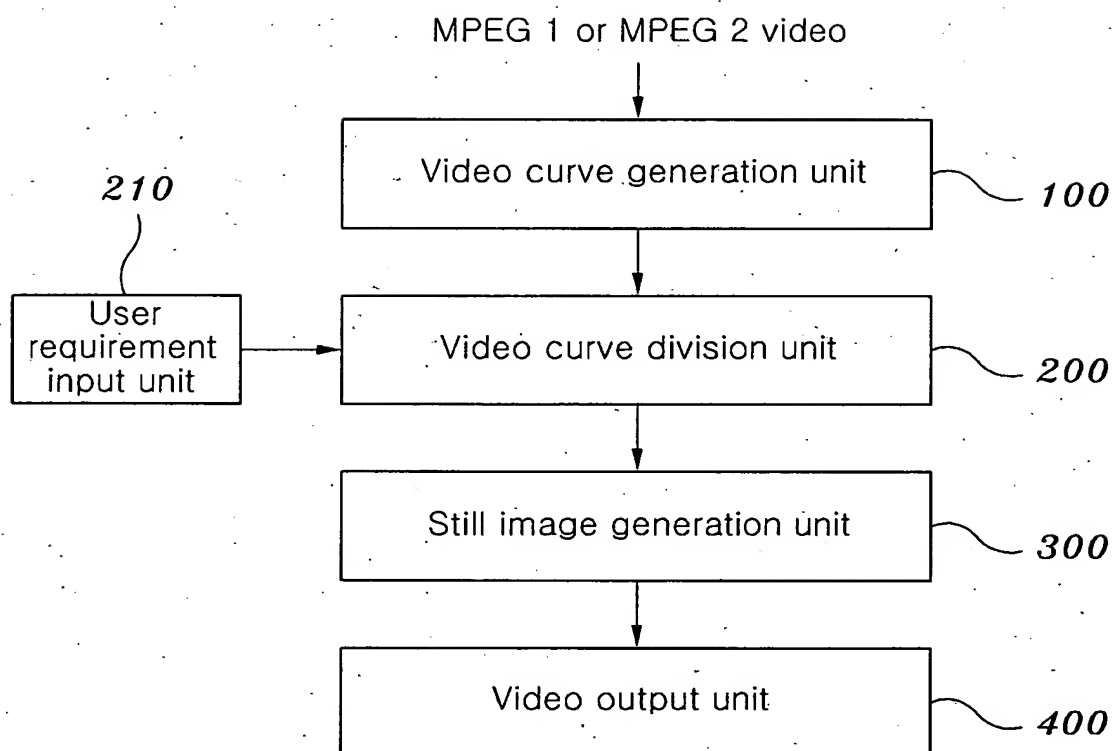 MPEG 1 or MPEG 2 video
Video curve generation unit
100
210
User
requirement
input unit
Video curve division unit
200
Still image generation unit
300
Video output unit
400